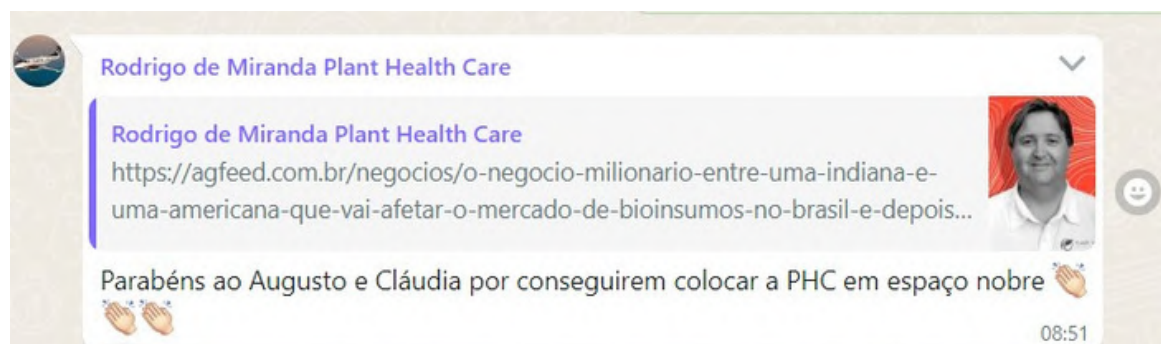 Rodrigo de Miranda Plant Health Care
Rodrigo de Miranda Plant Health Care
https://agfeed.com.br/negocios/o-negocio-milionario-entre-uma-indiana-e-
uma-americana-que-vai-afetar-o-mercado-de-bioinsumos-no-brasil-e-depois...
Parabéns ao Augusto e Cláudia por conseguirem colocar a PHC em espaço nobre 👏🏻
👏🏻👏🏻
08:51